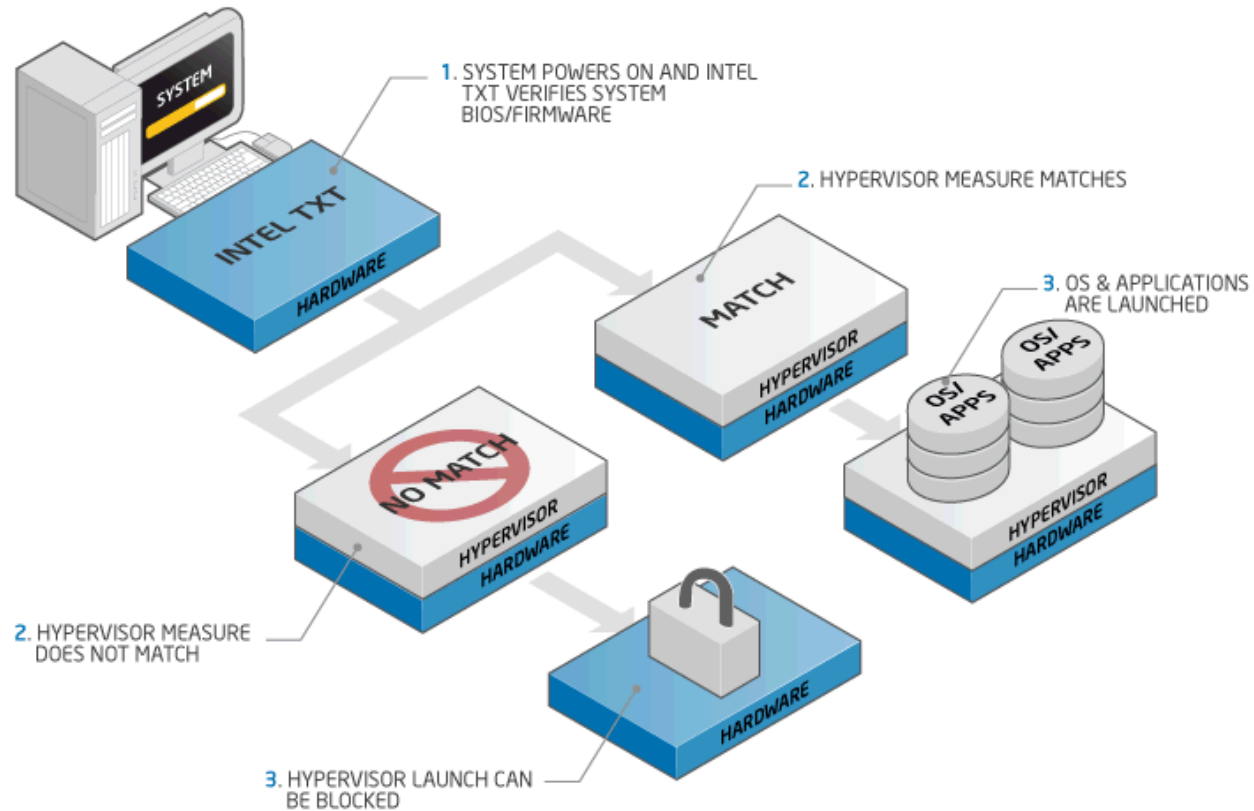 SYSTEM
1. SYSTEM POWERS ON AND INTEL
TXT VERIFIES SYSTEM
BIOS/FIRMWARE
INTEL TXT
HARDWARE
2. HYPERVISOR MEASURE MATCHES
MATCH
HYPERVISOR
HARDWARE
3. OS & APPLICATIONS
ARE LAUNCHED
OS/
APPS
OS/
APPS
HYPERVISOR
HARDWARE
NO MATCH
HYPERVISOR
HARDWARE
2. HYPERVISOR MEASURE
DOES NOT MATCH
HARDWARE
3. HYPERVISOR LAUNCH CAN
BE BLOCKED